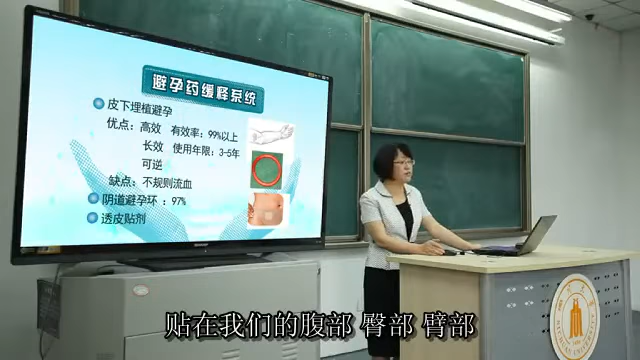 避孕药缓释系统
皮下埋植避孕
优点：高效 有效率：99%以上
长效 使用年限：3-5年
可逆
缺点：不规则流血
阴道避孕环：97%
透皮贴剂
SHARP
贴在我们的腹部 臀部 臂部